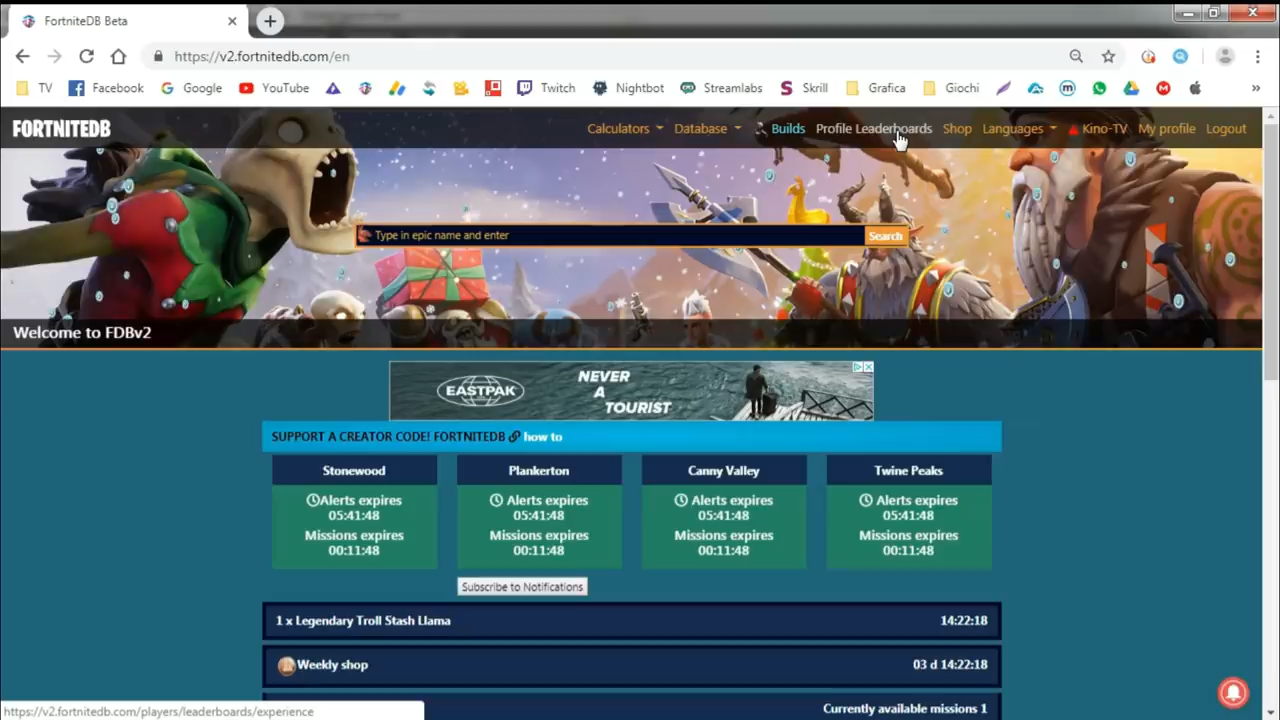 FortniteDB Beta
https://v2.fortnitedb.com/en
TV Facebook Google YouTube Twitch Nightbot Streamlabs Skrill Grafica Giochi »
FORTNITEDB Calculators Database Builds Profile Leaderboards Shop Languages Kino-TV My profile Logout
Type in epic name and enter Search
Welcome to FDBv2
EASTPAK NEVER A TOURIST
SUPPORT A CREATOR CODE! FORTNITEDB how to
Stonewood Plankerton Canny Valley Twine Peaks
Alerts expires Alerts expires Alerts expires Alerts expires
05:41:48 05:41:48 05:41:48 05:41:48
Missions expires Missions expires Missions expires Missions expires
00:11:48 00:11:48 00:11:48 00:11:48
Subscribe to Notifications
1 x Legendary Troll Stash Llama 14:22:18
Weekly shop 03 d 14:22:18
Currently available missions 1
https://v2.fortnitedb.com/players/leaderboards/experience